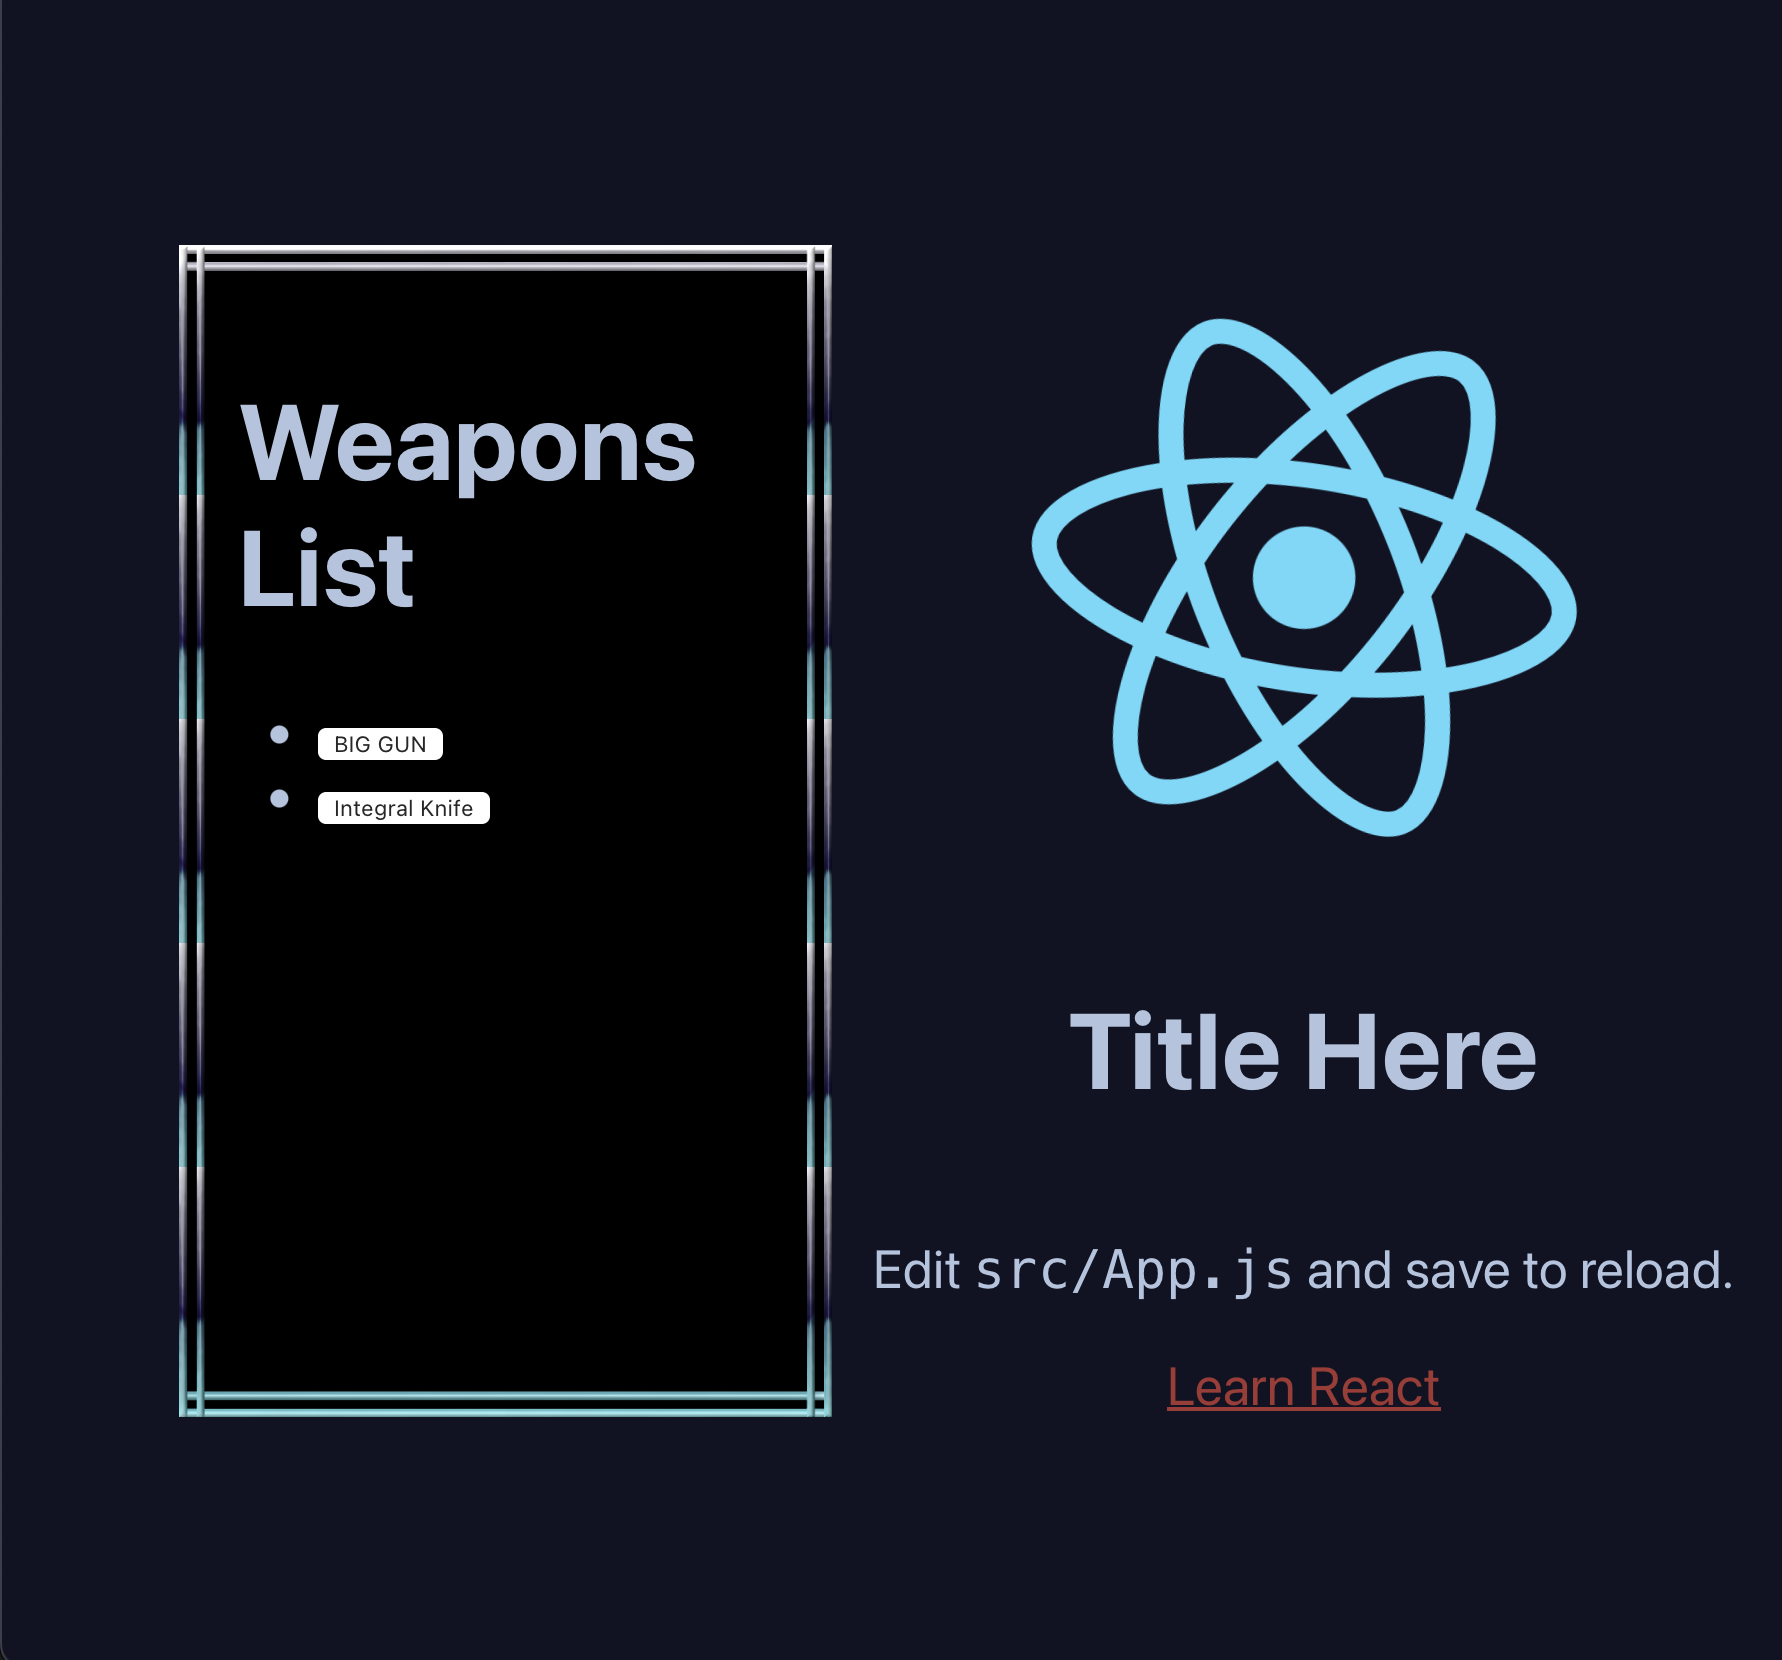 Weapons
List
BIG GUN
Integral Knife
Title Here
Edit src/App.js and save to reload.
Learn React